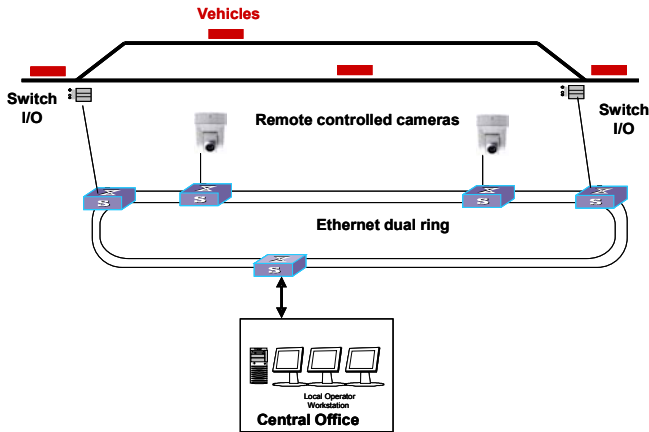 Vehicles
Switch
I/O
Remote controlled cameras
Switch
I/O
S
S
S
S
Ethernet dual ring
S
Local Operator
Workstation
Central Office